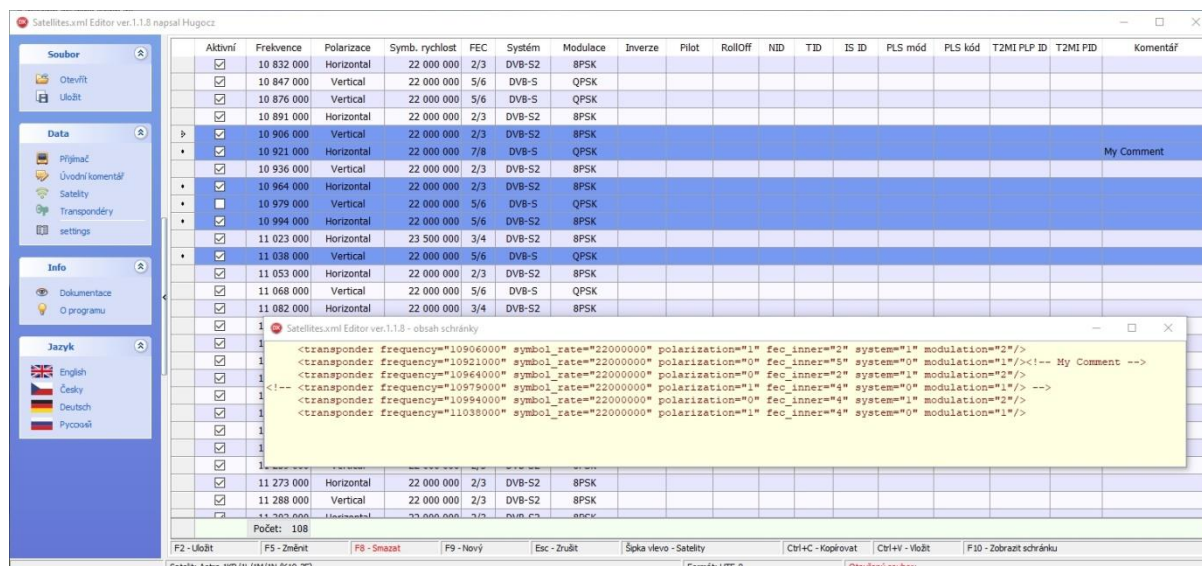 Satellites.xml Editor ver.1.1.8 napsal Hugocz
Soubor
Otevřít
Uložit
Data
Přijímač
Úvodní komentář
Satelity
Transpondéry
settings
Info
Dokumentace
O programu
Jazyk
English
Česky
Deutsch
Русский
Aktivní Frekvence Polarizace Symb. rychlost FEC Systém Modulace Inverze Pilot RollOff NID TID IS ID PLS mód PLS kód T2MI PLP ID T2MI PID Komentář
10 832 000 Horizontal 22 000 000 2/3 DVB-S2 8PSK
10 847 000 Vertical 22 000 000 5/6 DVB-S QPSK
10 876 000 Vertical 22 000 000 5/6 DVB-S QPSK
10 891 000 Horizontal 22 000 000 2/3 DVB-S2 8PSK
10 906 000 Vertical 22 000 000 2/3 DVB-S2 8PSK
10 921 000 Horizontal 22 000 000 7/8 DVB-S QPSK My Comment
10 936 000 Vertical 22 000 000 2/3 DVB-S2 8PSK
10 964 000 Horizontal 22 000 000 2/3 DVB-S2 8PSK
10 979 000 Vertical 22 000 000 5/6 DVB-S QPSK
10 994 000 Horizontal 22 000 000 5/6 DVB-S2 8PSK
11 023 000 Horizontal 23 500 000 3/4 DVB-S2 8PSK
11 038 000 Vertical 22 000 000 5/6 DVB-S QPSK
11 053 000 Horizontal 22 000 000 2/3 DVB-S2 8PSK
11 068 000 Vertical 22 000 000 5/6 DVB-S QPSK
11 082 000 Horizontal 22 000 000 3/4 DVB-S2 8PSK
Satellites.xml Editor ver.1.1.8 - obsah schránky
<transponder frequency="10906000" symbol_rate="22000000" polarization="1" fec_inner="2" system="1" modulation="2"/>
<transponder frequency="10921000" symbol_rate="22000000" polarization="0" fec_inner="5" system="0" modulation="1"/><!-- My Comment -->
<transponder frequency="10964000" symbol_rate="22000000" polarization="0" fec_inner="2" system="1" modulation="2"/>
<!-- <transponder frequency="10979000" symbol_rate="22000000" polarization="1" fec_inner="4" system="0" modulation="1"/> -->
<transponder frequency="10994000" symbol_rate="22000000" polarization="0" fec_inner="4" system="1" modulation="2"/>
<transponder frequency="11038000" symbol_rate="22000000" polarization="1" fec_inner="4" system="0" modulation="1"/>
11 273 000 Horizontal 22 000 000 2/3 DVB-S2 8PSK
11 288 000 Vertical 22 000 000 2/3 DVB-S2 8PSK
Počet: 108
F2 - Uložit F5 - Změnit F8 - Smazat F9 - Nový Esc - Zrušit Šipka vlevo - Satelity Ctrl+C - Kopírovat Ctrl+V - Vložit F10 - Zobrazit schránku